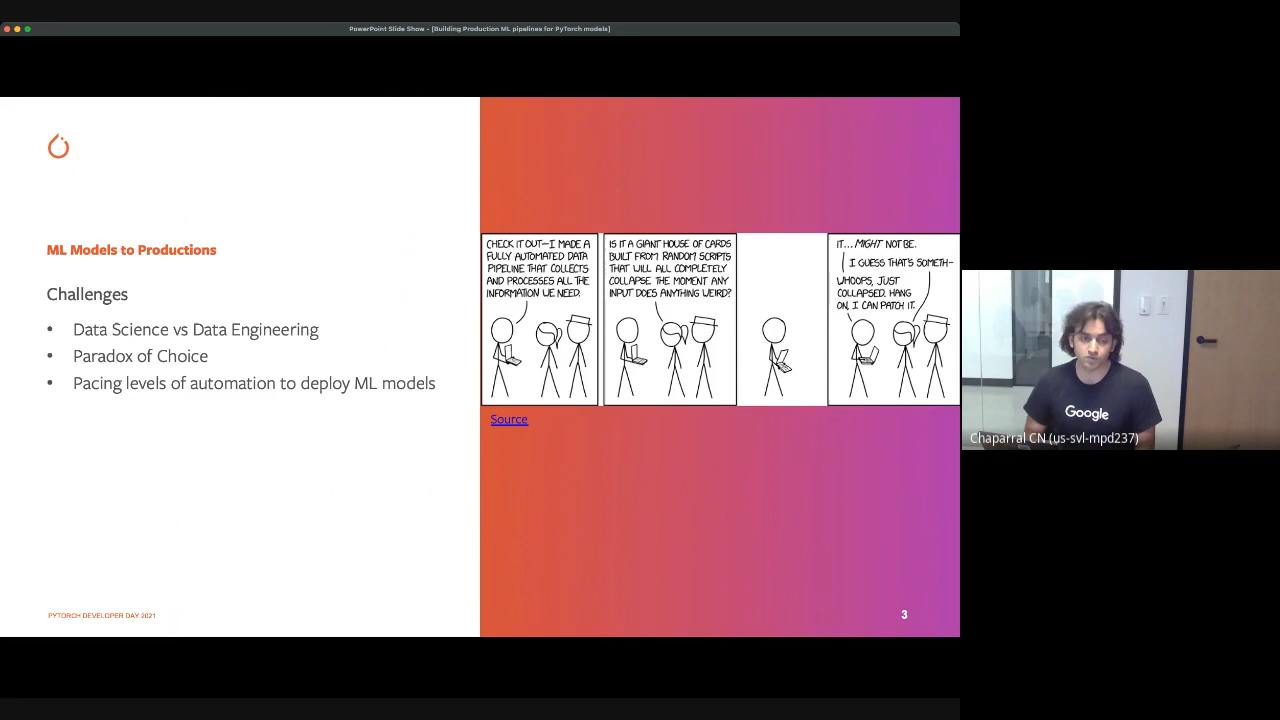 PowerPoint Slide Show - [Building Production ML pipelines for PyTorch models]
ML Models to Productions
Challenges
• Data Science vs Data Engineering
• Paradox of Choice
• Pacing levels of automation to deploy ML models
CHECK IT OUT—I MADE A
FULLY AUTOMATED DATA
PIPELINE THAT COLLECTS
AND PROCESSES ALL THE
INFORMATION WE NEED.
IS IT A GIANT HOUSE OF CARDS
BUILT FROM RANDOM SCRIPTS
THAT WILL ALL COMPLETELY
COLLAPSE THE MOMENT ANY
INPUT DOES ANYTHING WEIRD?
IT... MIGHT NOT BE.
I GUESS THAT'S SOMETH-
WHOOPS, JUST
COLLAPSED. HANG
ON, I CAN PATCH IT.
Source
PYTORCH DEVELOPER DAY 2021
3
Google
Chaparral CN (us-svl-mpd237)